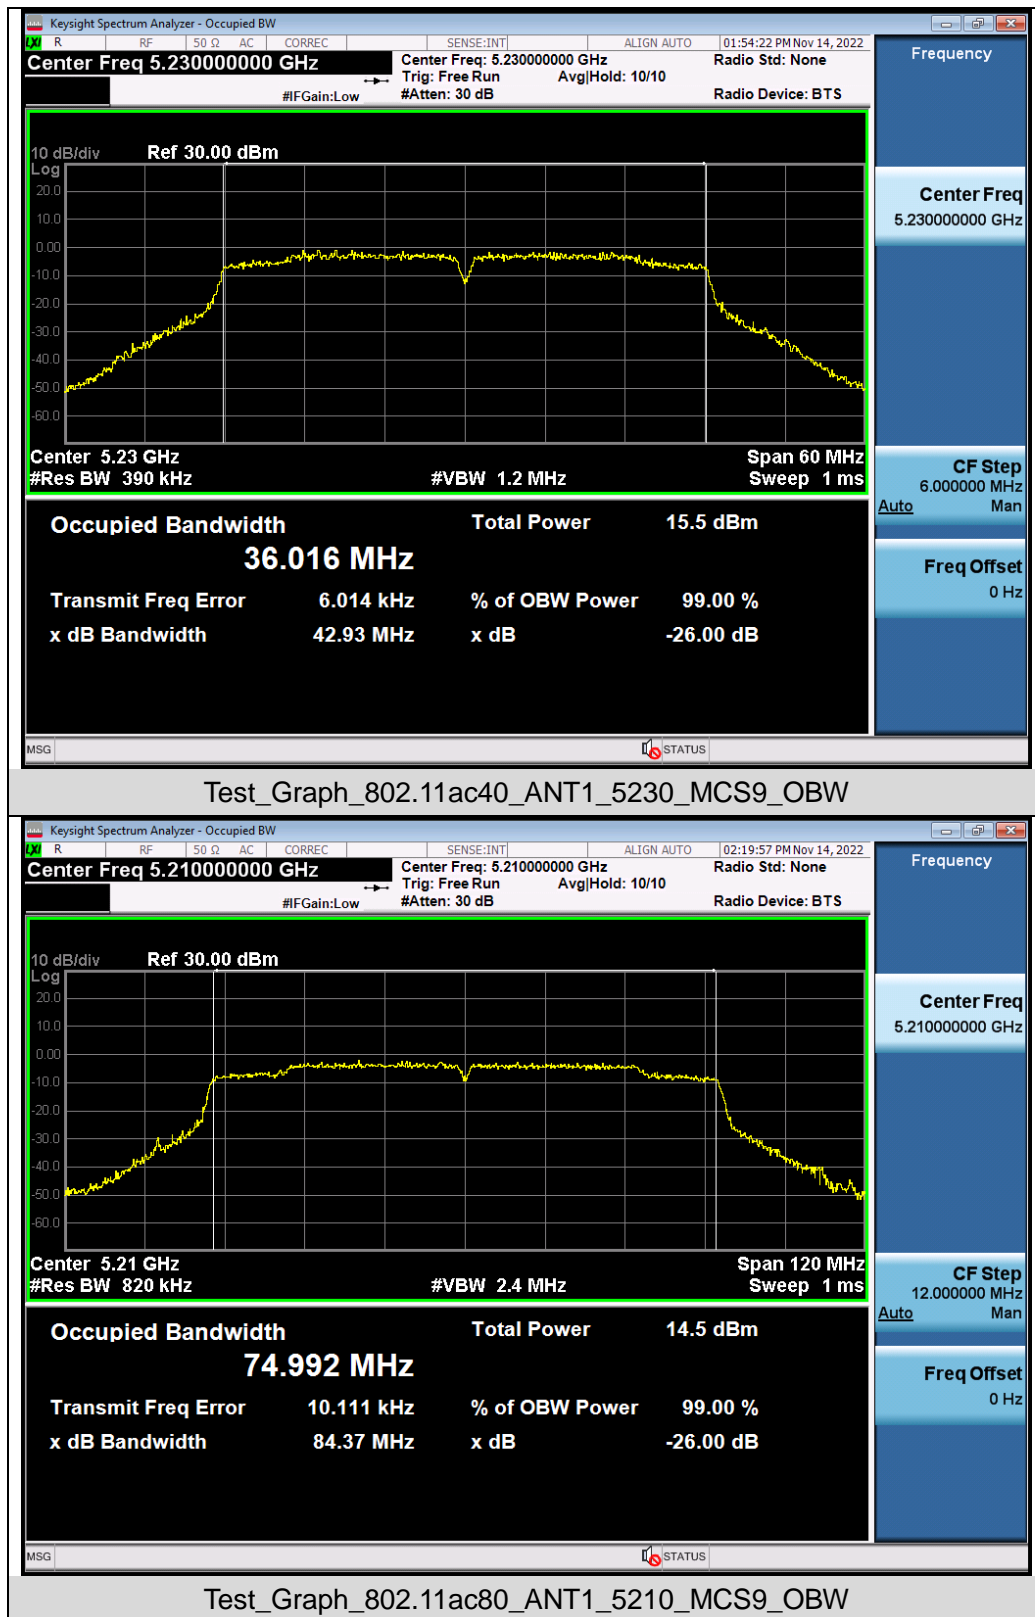 Keysight Spectrum Analyzer - Occupied BW
LXI R RF 50 Ω AC CORREC SENSE:INT ALIGN AUTO 01:54:22 PM Nov 14, 2022
Center Freq 5.230000000 GHz Center Freq: 5.230000000 GHz Radio Std: None
Trig: Free Run Avg|Hold: 10/10
#IFGain:Low #Atten: 30 dB Radio Device: BTS
Frequency
10 dB/div Ref 30.00 dBm
Log
20.0
10.0
0.00
-10.0
-20.0
-30.0
-40.0
-50.0
-60.0
Center 5.23 GHz Span 60 MHz
#Res BW 390 kHz #VBW 1.2 MHz Sweep 1 ms
Center Freq
5.230000000 GHz
CF Step
6.000000 MHz
Auto Man
Freq Offset
0 Hz
Occupied Bandwidth Total Power 15.5 dBm
36.016 MHz
Transmit Freq Error 6.014 kHz % of OBW Power 99.00 %
x dB Bandwidth 42.93 MHz x dB -26.00 dB
MSG STATUS
Test_Graph_802.11ac40_ANT1_5230_MCS9_OBW
Keysight Spectrum Analyzer - Occupied BW
LXI R RF 50 Ω AC CORREC SENSE:INT ALIGN AUTO 02:19:57 PM Nov 14, 2022
Center Freq 5.210000000 GHz Center Freq: 5.210000000 GHz Radio Std: None
Trig: Free Run Avg|Hold: 10/10
#IFGain:Low #Atten: 30 dB Radio Device: BTS
Frequency
10 dB/div Ref 30.00 dBm
Log
20.0
10.0
0.00
-10.0
-20.0
-30.0
-40.0
-50.0
-60.0
Center 5.21 GHz Span 120 MHz
#Res BW 820 kHz #VBW 2.4 MHz Sweep 1 ms
Center Freq
5.210000000 GHz
CF Step
12.000000 MHz
Auto Man
Freq Offset
0 Hz
Occupied Bandwidth Total Power 14.5 dBm
74.992 MHz
Transmit Freq Error 10.111 kHz % of OBW Power 99.00 %
x dB Bandwidth 84.37 MHz x dB -26.00 dB
MSG STATUS
Test_Graph_802.11ac80_ANT1_5210_MCS9_OBW